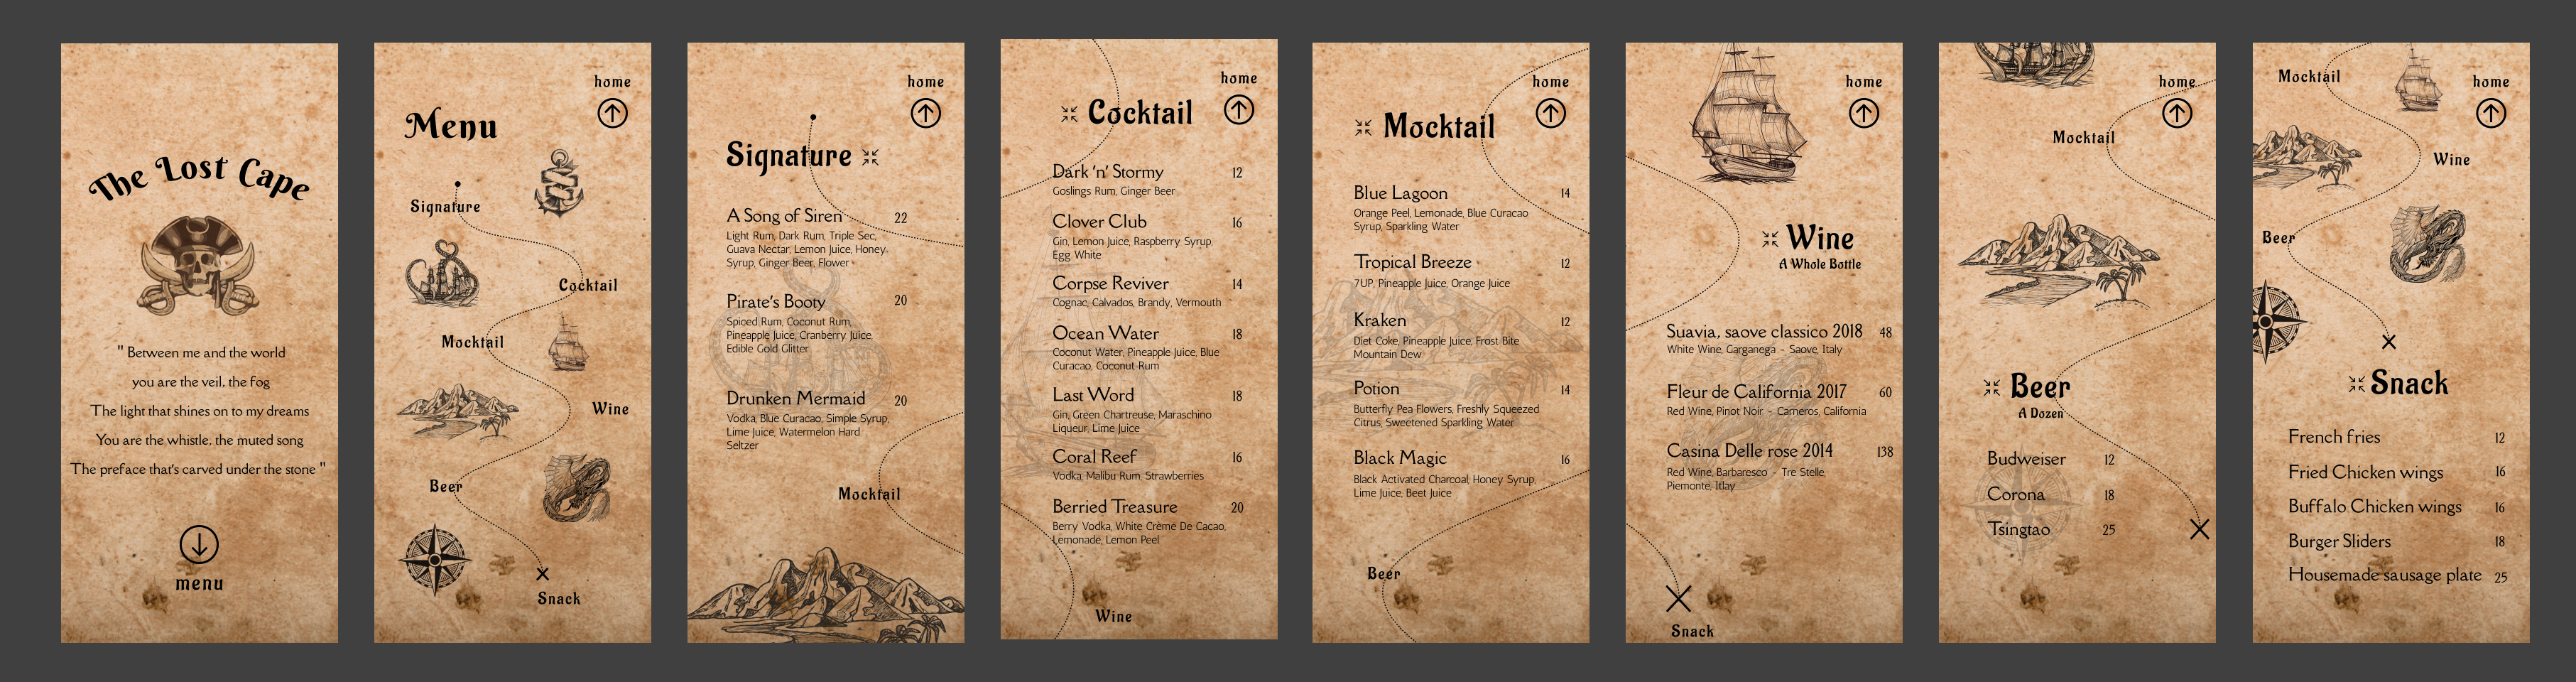 The Lost Cape
" Between me and the world
you are the veil, the fog
The light that shines on to my dreams
You are the whistle, the muted song
The preface that's carved under the stone "
menu
home
Menu
Signature
Cocktail
Mocktail
Wine
Beer
Snack
home
Signature
A Song of Siren 22
Light Rum, Dark Rum, Triple Sec,
Guava Nectar, Lemon Juice, Honey
Syrup, Ginger Beer, Flower
Pirate's Booty 20
Spiced Rum, Coconut Rum,
Pineapple Juice, Cranberry Juice,
Edible Gold Glitter
Drunken Mermaid 20
Vodka, Blue Curacao, Simple Syrup,
Lime Juice, Watermelon Hard
Seltzer
Mocktail
home
Cocktail
Dark 'n' Stormy 12
Goslings Rum, Ginger Beer
Clover Club 16
Gin, Lemon Juice, Raspberry Syrup,
Egg White
Corpse Reviver 14
Cognac, Calvados, Brandy, Vermouth
Ocean Water 18
Coconut Water, Pineapple Juice, Blue
Curacao, Coconut Rum
Last Word 18
Gin, Green Chartreuse, Maraschino
Liqueur, Lime Juice
Coral Reef 16
Vodka, Malibu Rum, Strawberries
Berried Treasure 20
Berry Vodka, White Crème De Cacao,
Lemonade, Lemon Peel
Wine
home
Mocktail
Blue Lagoon 14
Orange Peel, Lemonade, Blue Curacao
Syrup, Sparkling Water
Tropical Breeze 12
7UP, Pineapple Juice, Orange Juice
Kraken 12
Diet Coke, Pineapple Juice, Frost Bite
Mountain Dew
Potion 14
Butterfly Pea Flowers, Freshly Squeezed
Citrus, Sweetened Sparkling Water
Black Magic 16
Black Activated Charcoal, Honey Syrup,
Lime Juice, Beet Juice
Beer
home
Wine
A Whole Bottle
Suavia, saove classico 2018 48
White Wine, Garganega - Saove, Italy
Fleur de California 2017 60
Red Wine, Pinot Noir - Carneros, California
Casina Delle rose 2014 138
Red Wine, Barbaresco - Tre Stelle,
Piemonte, Itlay
Snack
home
Mocktail
Beer
A Dozen
Budweiser 12
Corona 18
Tsingtao 25
Mocktail
home
Wine
Beer
Snack
French fries 12
Fried Chicken wings 16
Buffalo Chicken wings 16
Burger Sliders 18
Housemade sausage plate 25